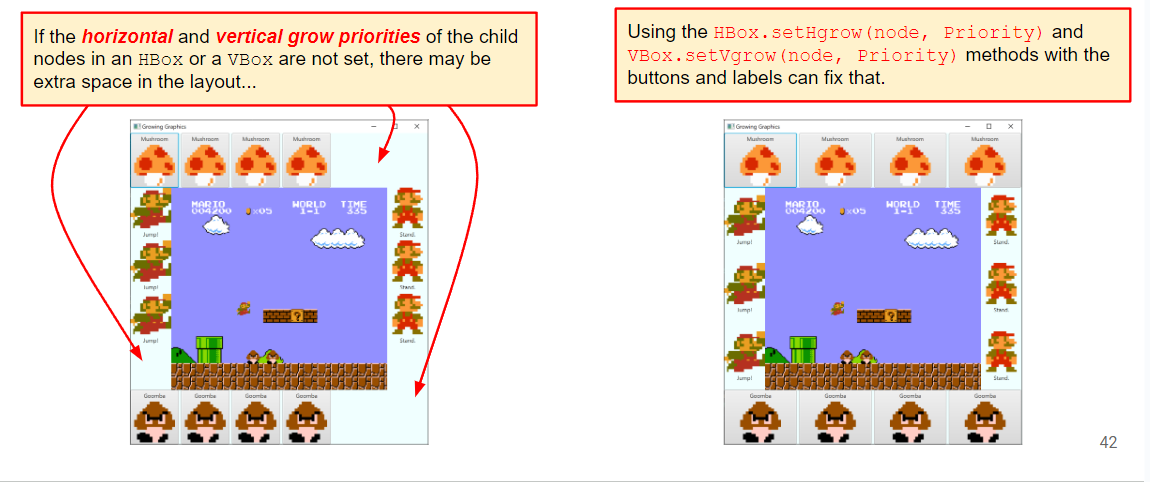 If the horizontal and vertical grow priorities of the child
nodes in an HBox or a VBox are not set, there may be
extra space in the layout...
Using the HBox.setHgrow(node, Priority) and
VBox.setVgrow(node, Priority) methods with the
buttons and labels can fix that.
Growing Graphics
Mushroom Mushroom Mushroom Mushroom
MARIO WORLD TIME
004200 x05 1-1 335
Jump! Stand.
Jump! Stand.
Jump! Stand.
Goomba Goomba Goomba Goomba
Growing Graphics
Mushroom Mushroom Mushroom Mushroom
MARIO WORLD TIME
004200 x05 1-1 335
Jump! Stand.
Jump! Stand.
Jump! Stand.
Goomba Goomba Goomba Goomba
42